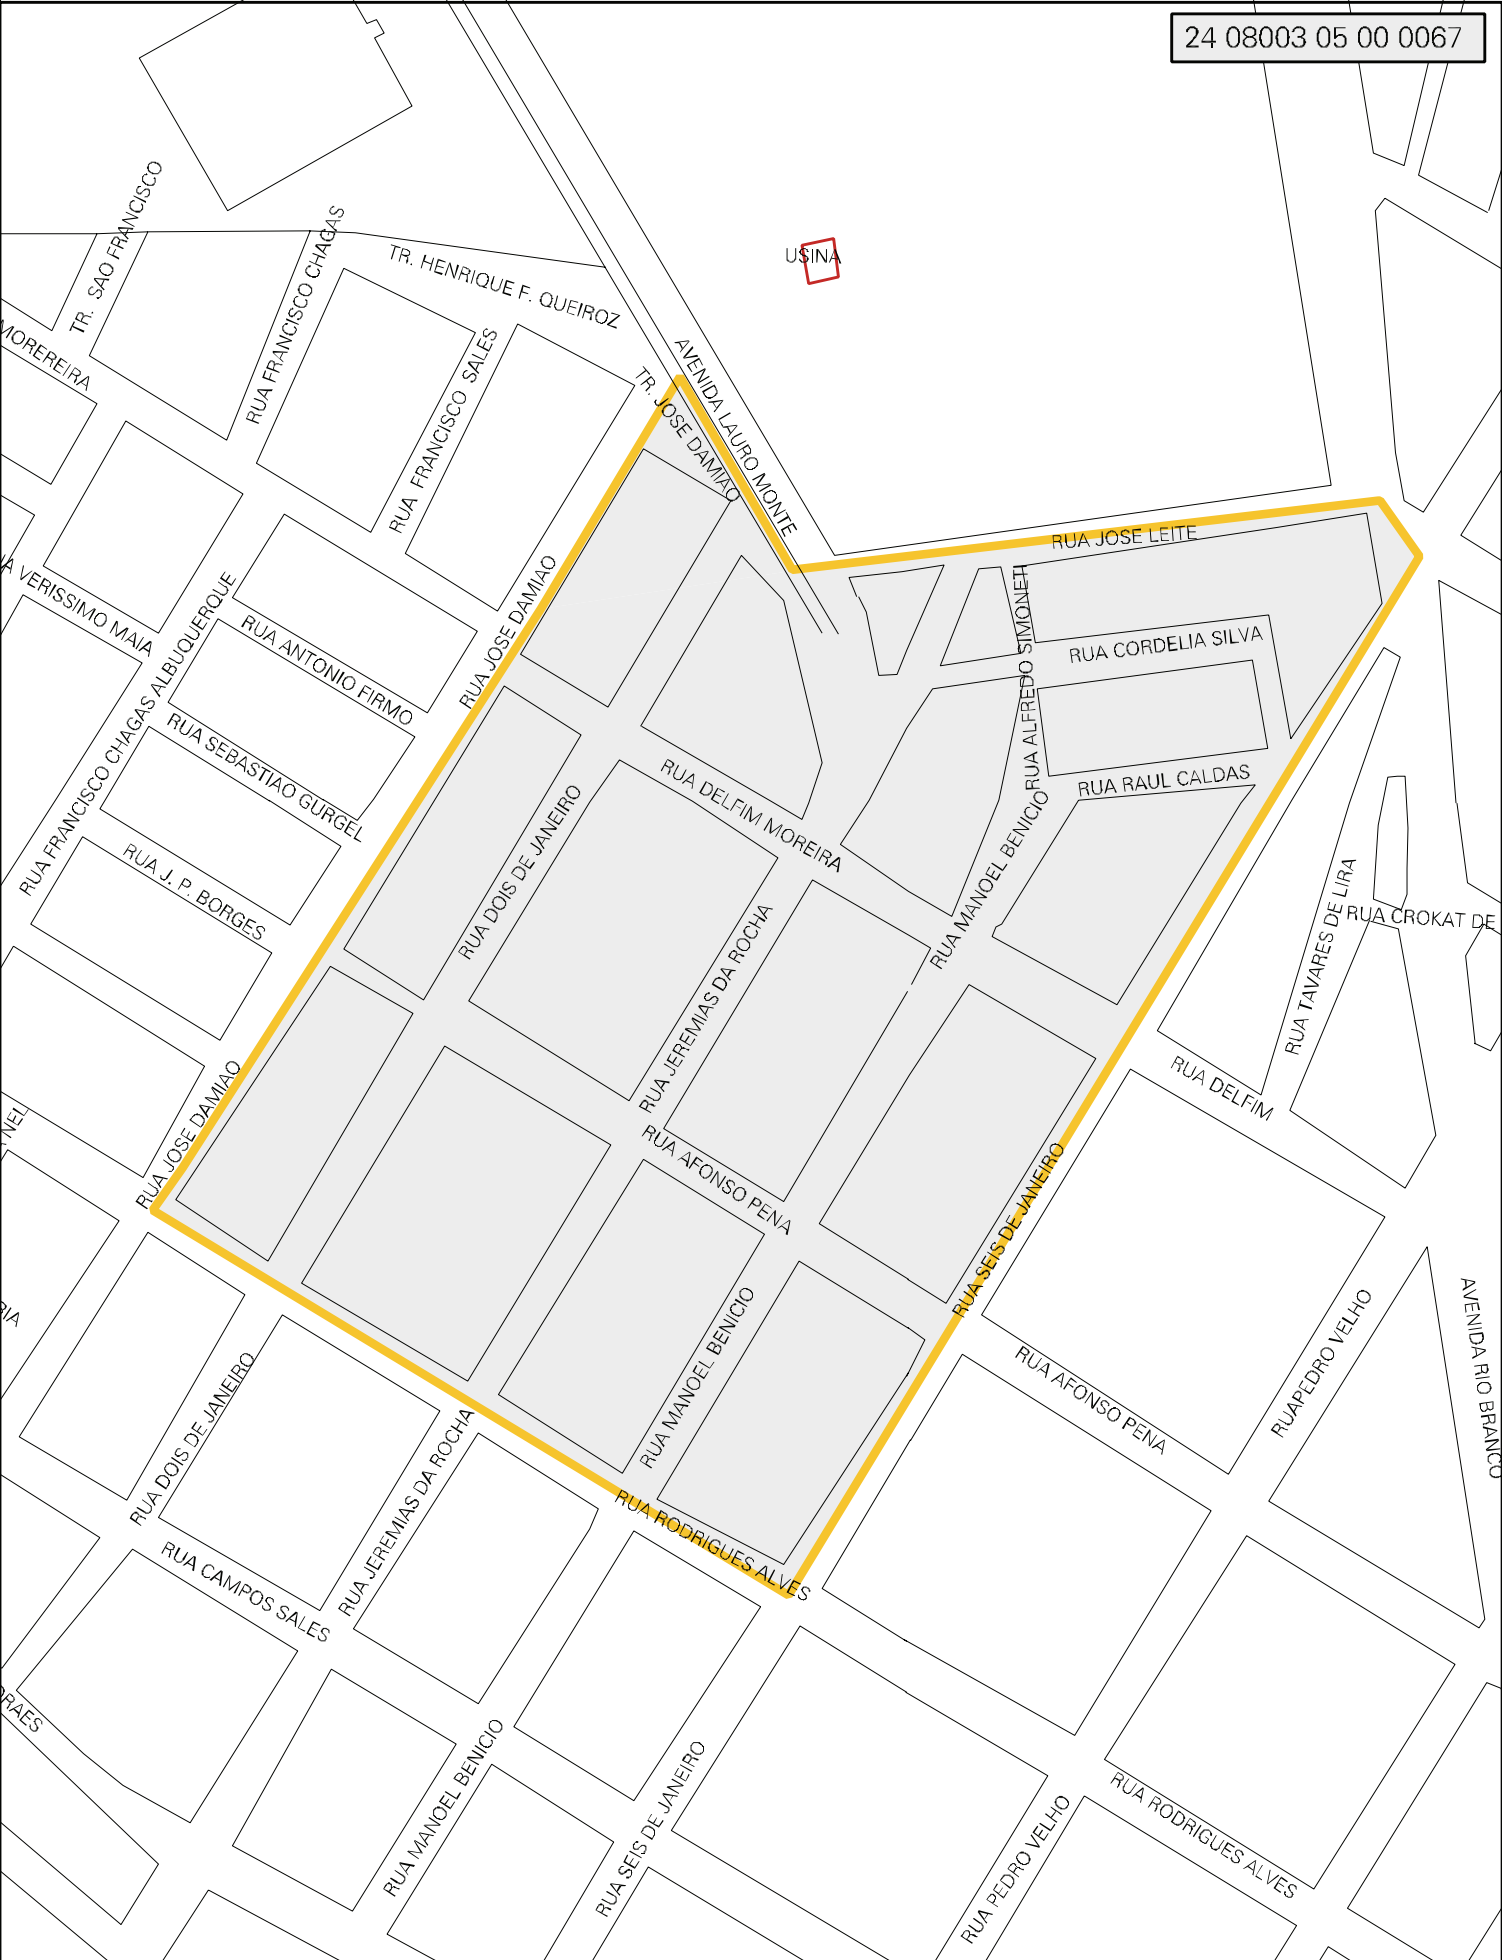 24 08003 05 00 0067
TR. SAO FRANCISCO
RUA FRANCISCO CHAGAS
TR. HENRIQUE F. QUEIROZ
USINA
MOREREIRA
RUA FRANCISCO SALES
AVENIDA LAURO MONTE
TR. JOSE DAMIAO
RUA JOSE LEITE
RUA ALFREDO SIMONETI
RUA CORDELIA SILVA
VERISSIMO MAIA
RUA FRANCISCO CHAGAS ALBUQUERQUE
RUA ANTONIO FIRMO
RUA JOSE DAMIAO
RUA SEBASTIAO GURGEL
RUA DELFIM MOREIRA
RUA RAUL CALDAS
RUA J. P. BORGES
RUA DOIS DE JANEIRO
RUA MANOEL BENICIO
RUA JEREMIAS DA ROCHA
RUA TAVARES DE LIRA
RUA CROKAT DE
RUA JOSE DAMIAO
RUA DELFIM
NEL
RUA AFONSO PENA
RUA SEIS DE JANEIRO
RIA
RUA MANOEL BENICIO
RUAPEDRO VELHO
AVENIDA RIO BRANCO
RUA AFONSO PENA
RUA DOIS DE JANEIRO
RUA JEREMIAS DA ROCHA
RUA RODRIGUES ALVES
RUA CAMPOS SALES
ORAES
RUA MANOEL BENICIO
RUA SEIS DE JANEIRO
RUA PEDRO VELHO
RUA RODRIGUES ALVES